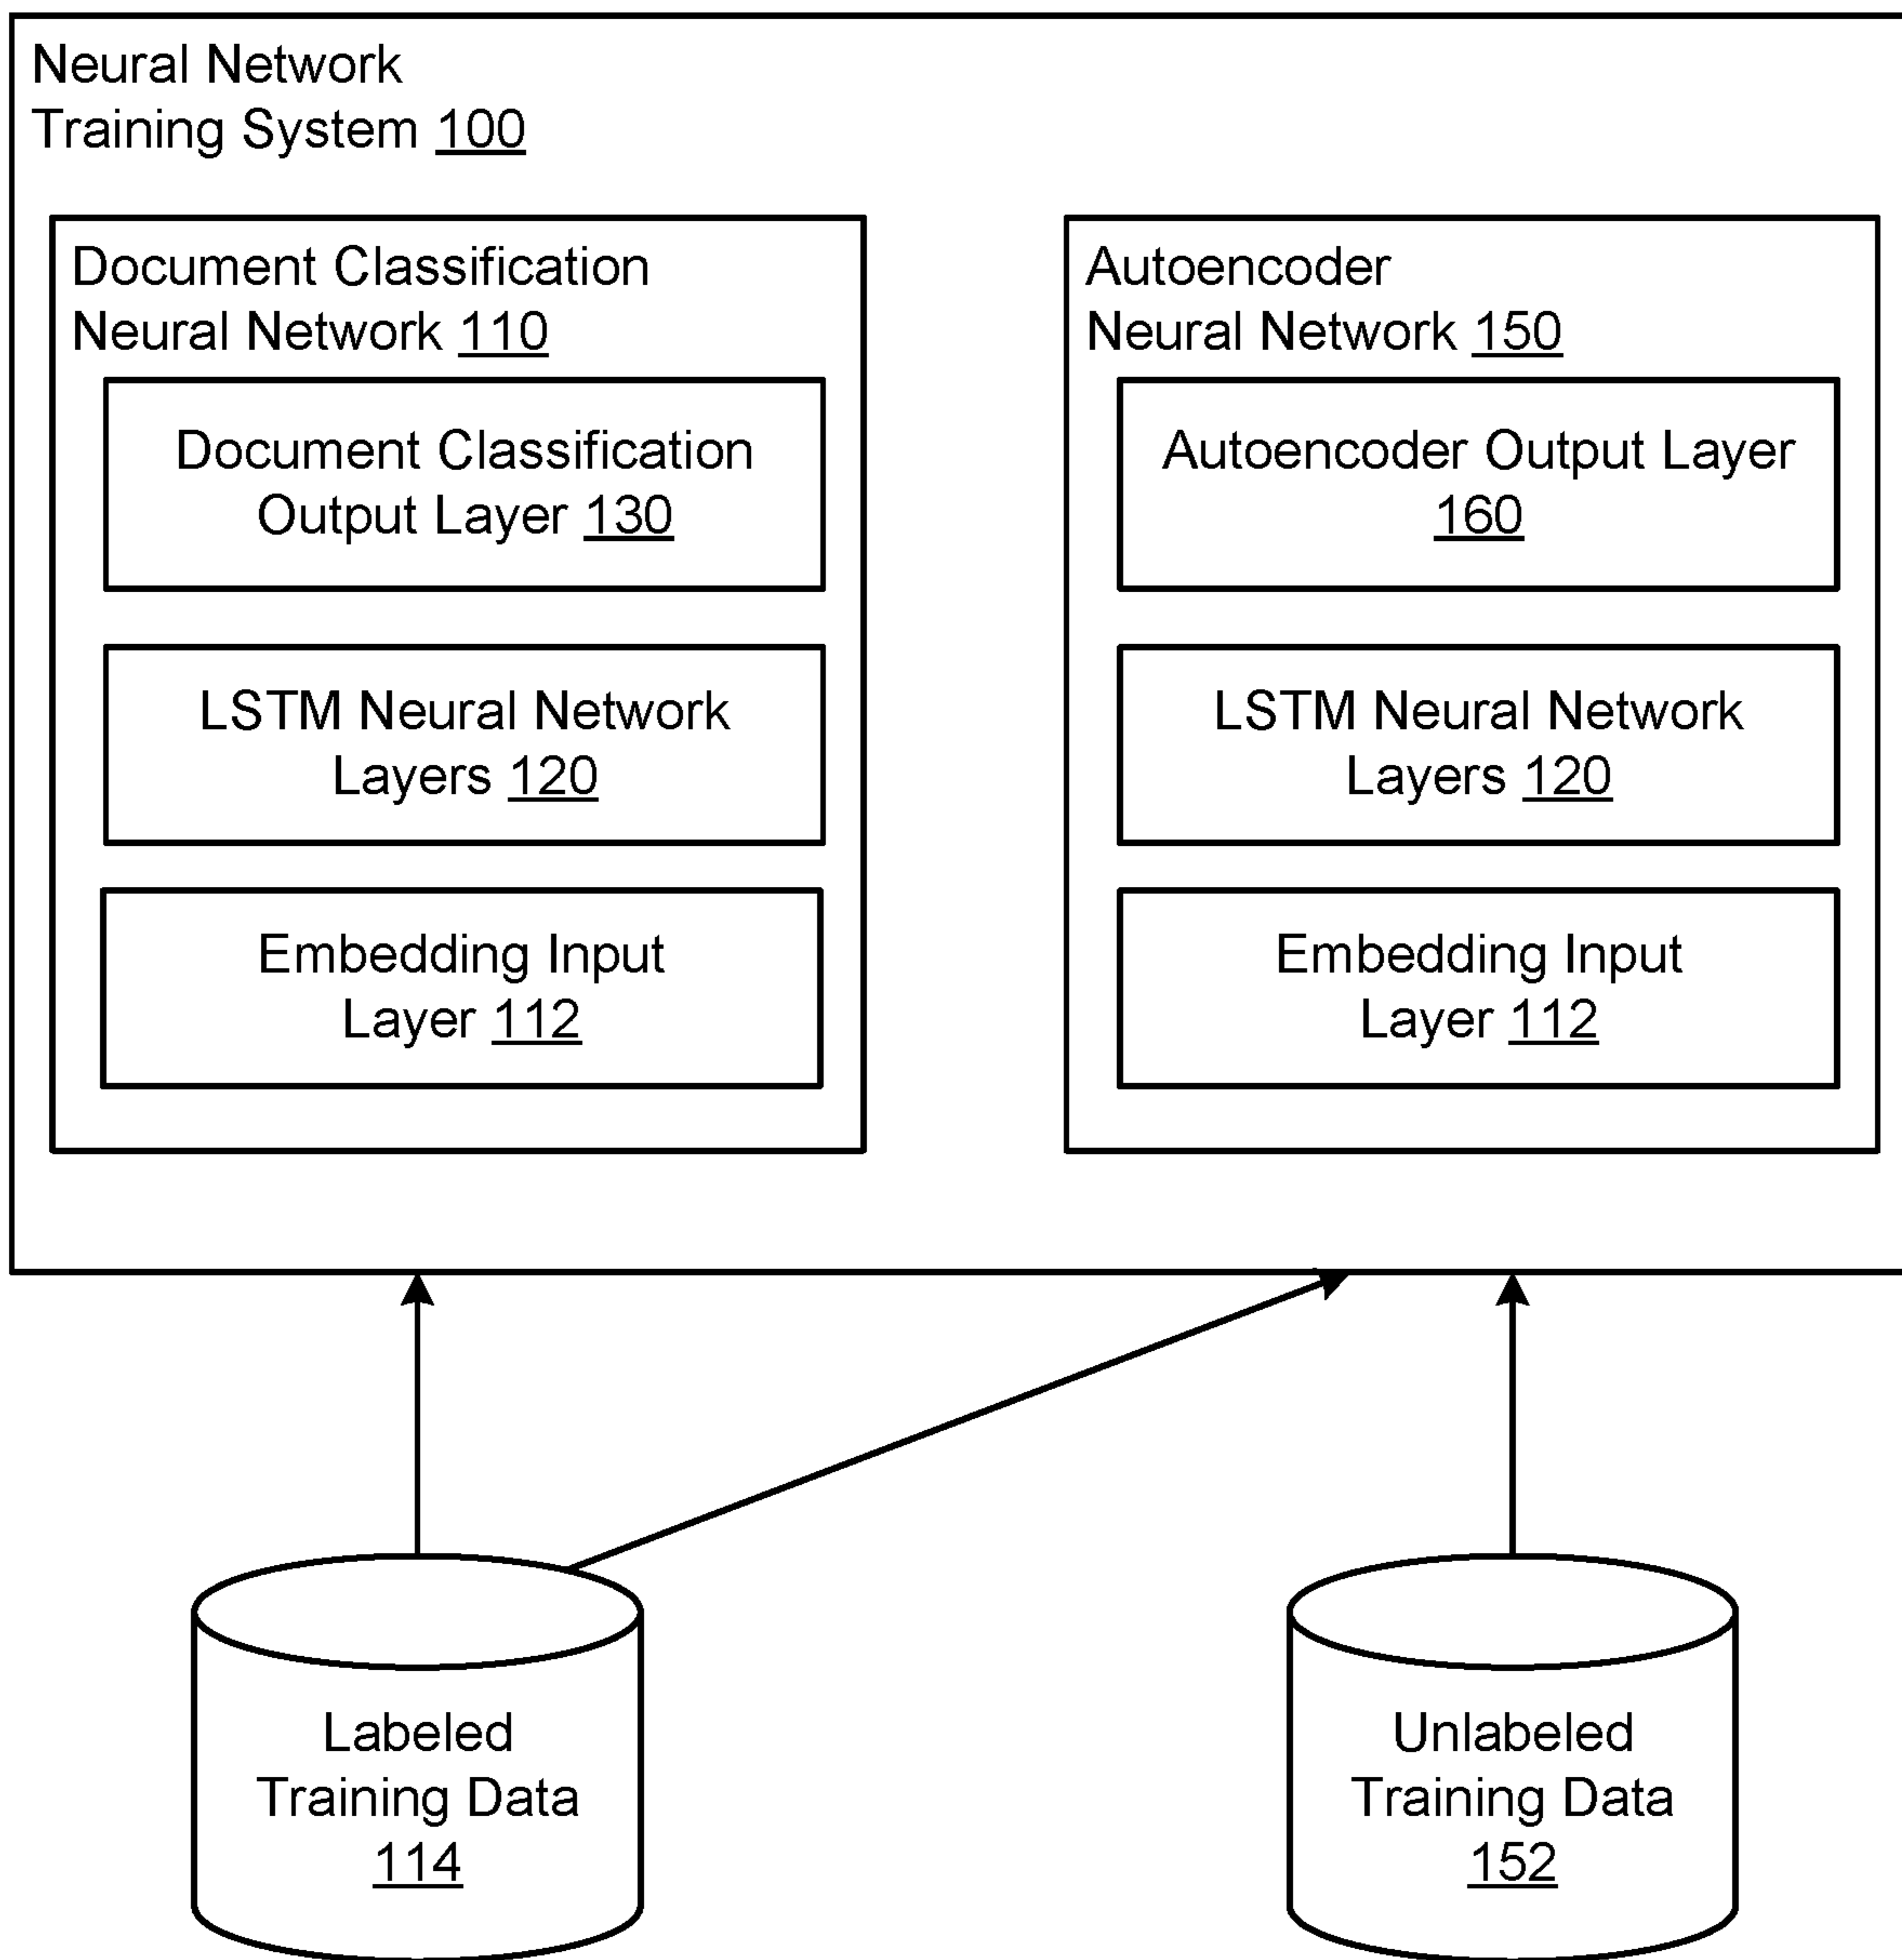 Neural Network
Training System 100
Document Classification
Neural Network 110
Document Classification
Output Layer 130
LSTM Neural Network
Layers 120
Embedding Input
Layer 112
Autoencoder
Neural Network 150
Autoencoder Output Layer
160
LSTM Neural Network
Layers 120
Embedding Input
Layer 112
Labeled
Training Data
114
Unlabeled
Training Data
152